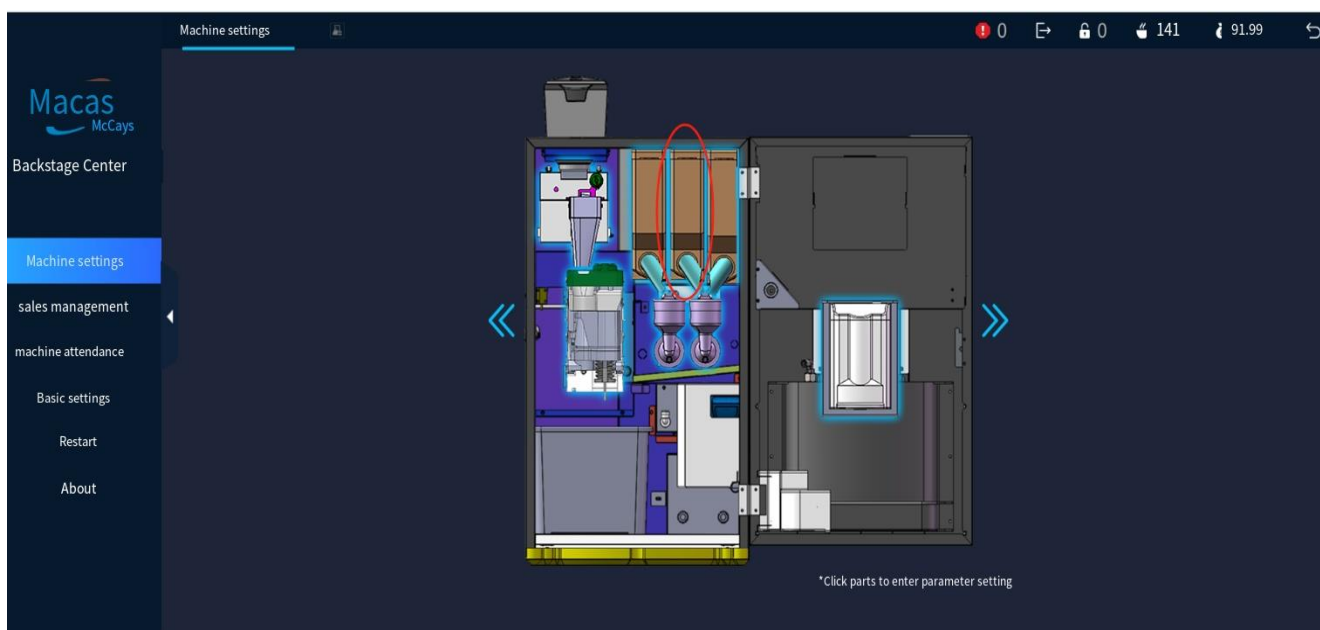 Machine settings
0
0
141
91.99
Macas
McCays
Backstage Center
Machine settings
sales management
machine attendance
Basic settings
Restart
About
*Click parts to enter parameter setting